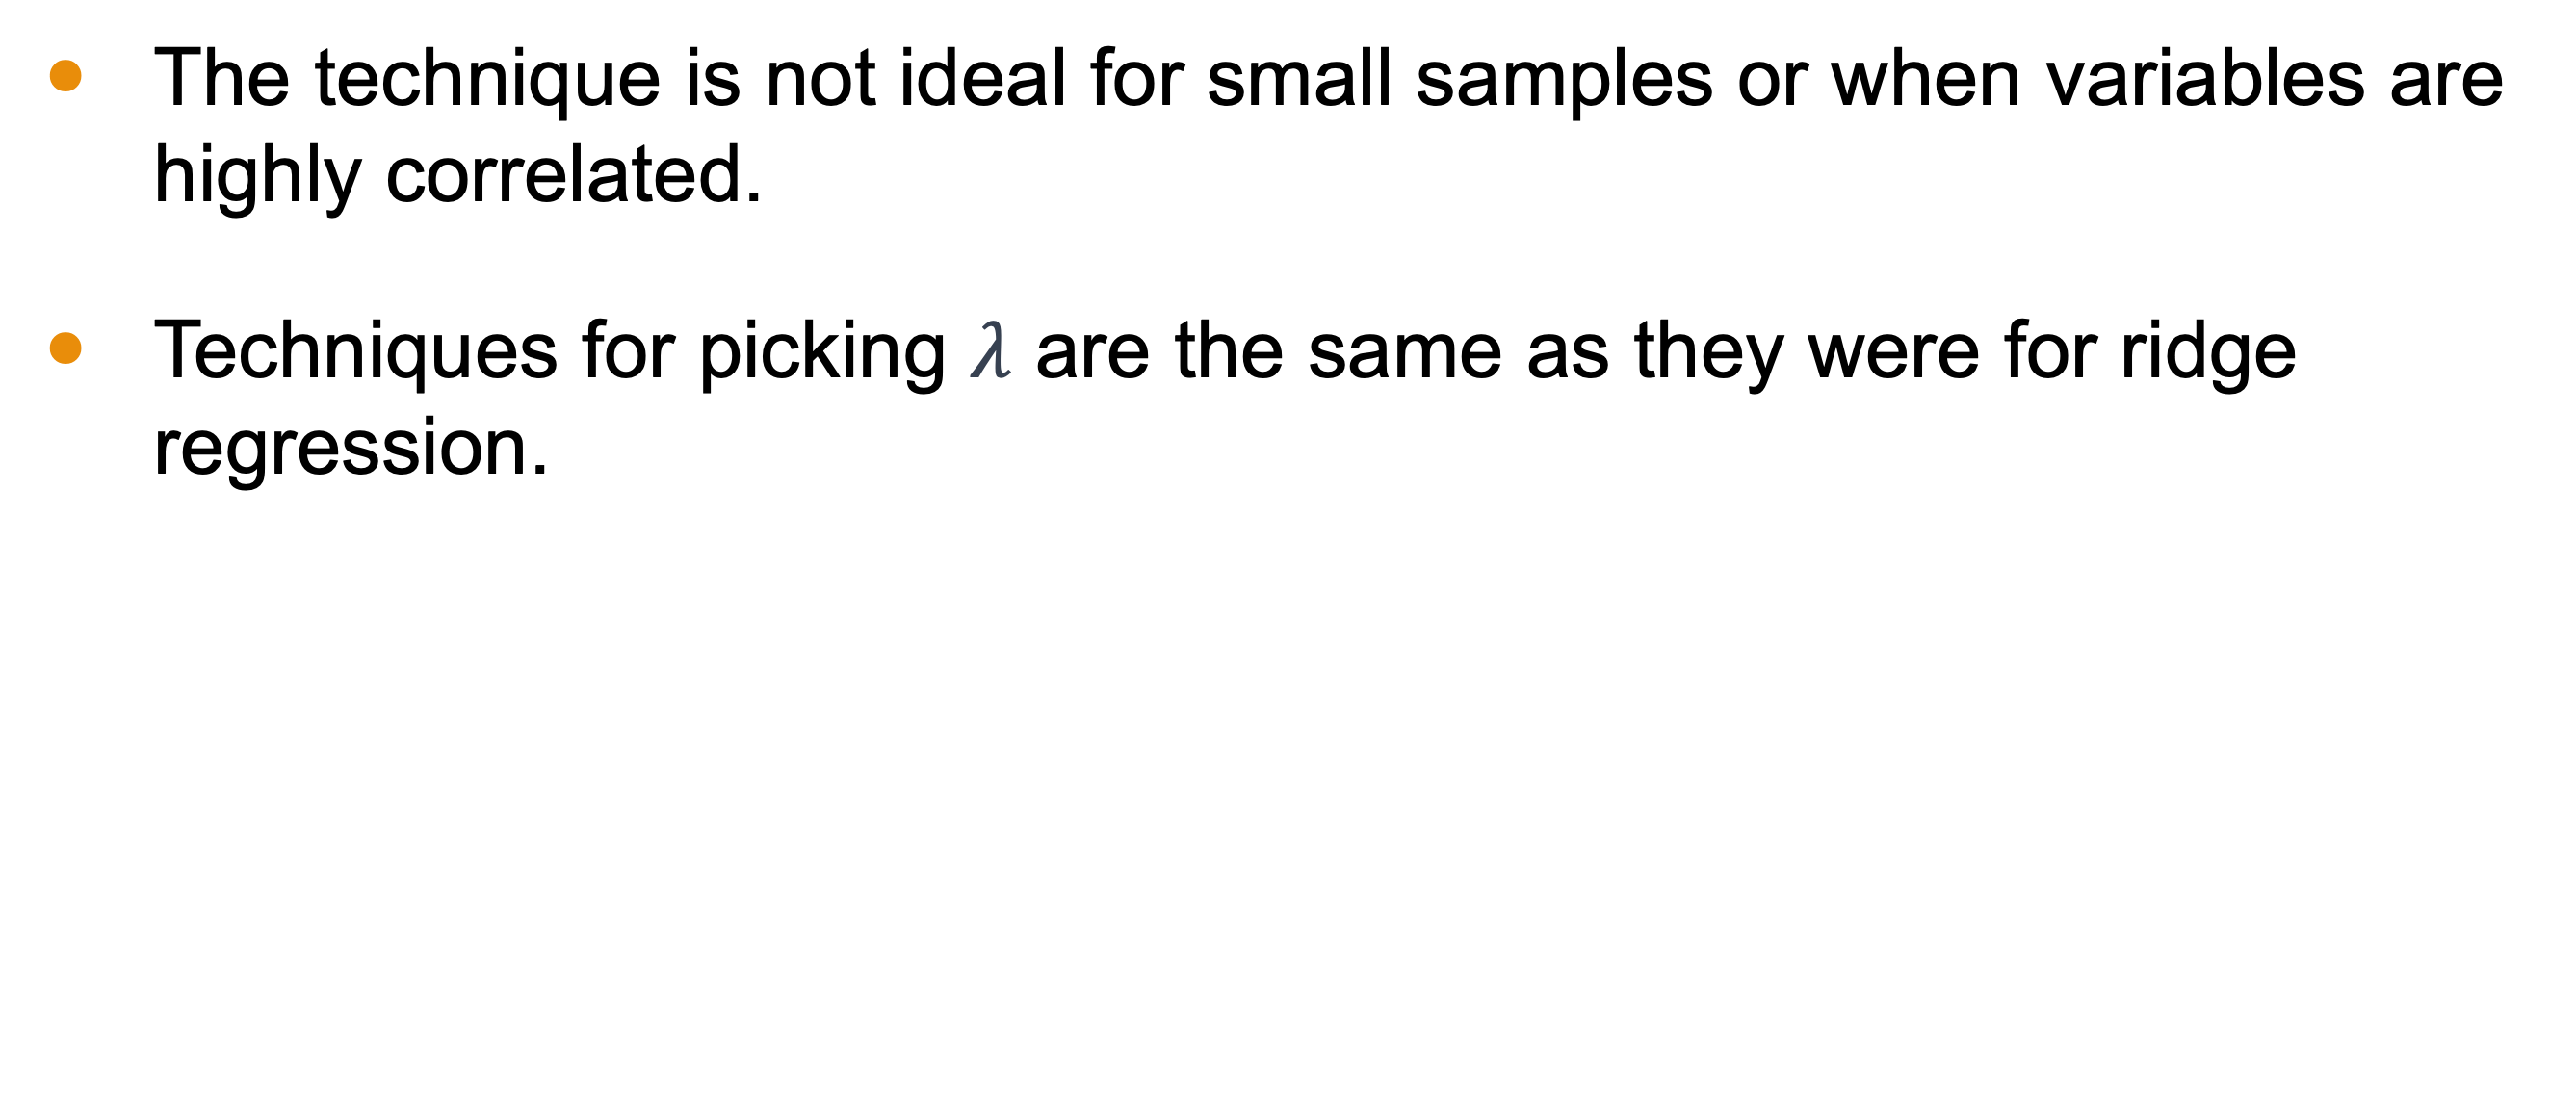 • The technique is not ideal for small samples or when variables are
highly correlated.
• Techniques for picking λ are the same as they were for ridge
regression.